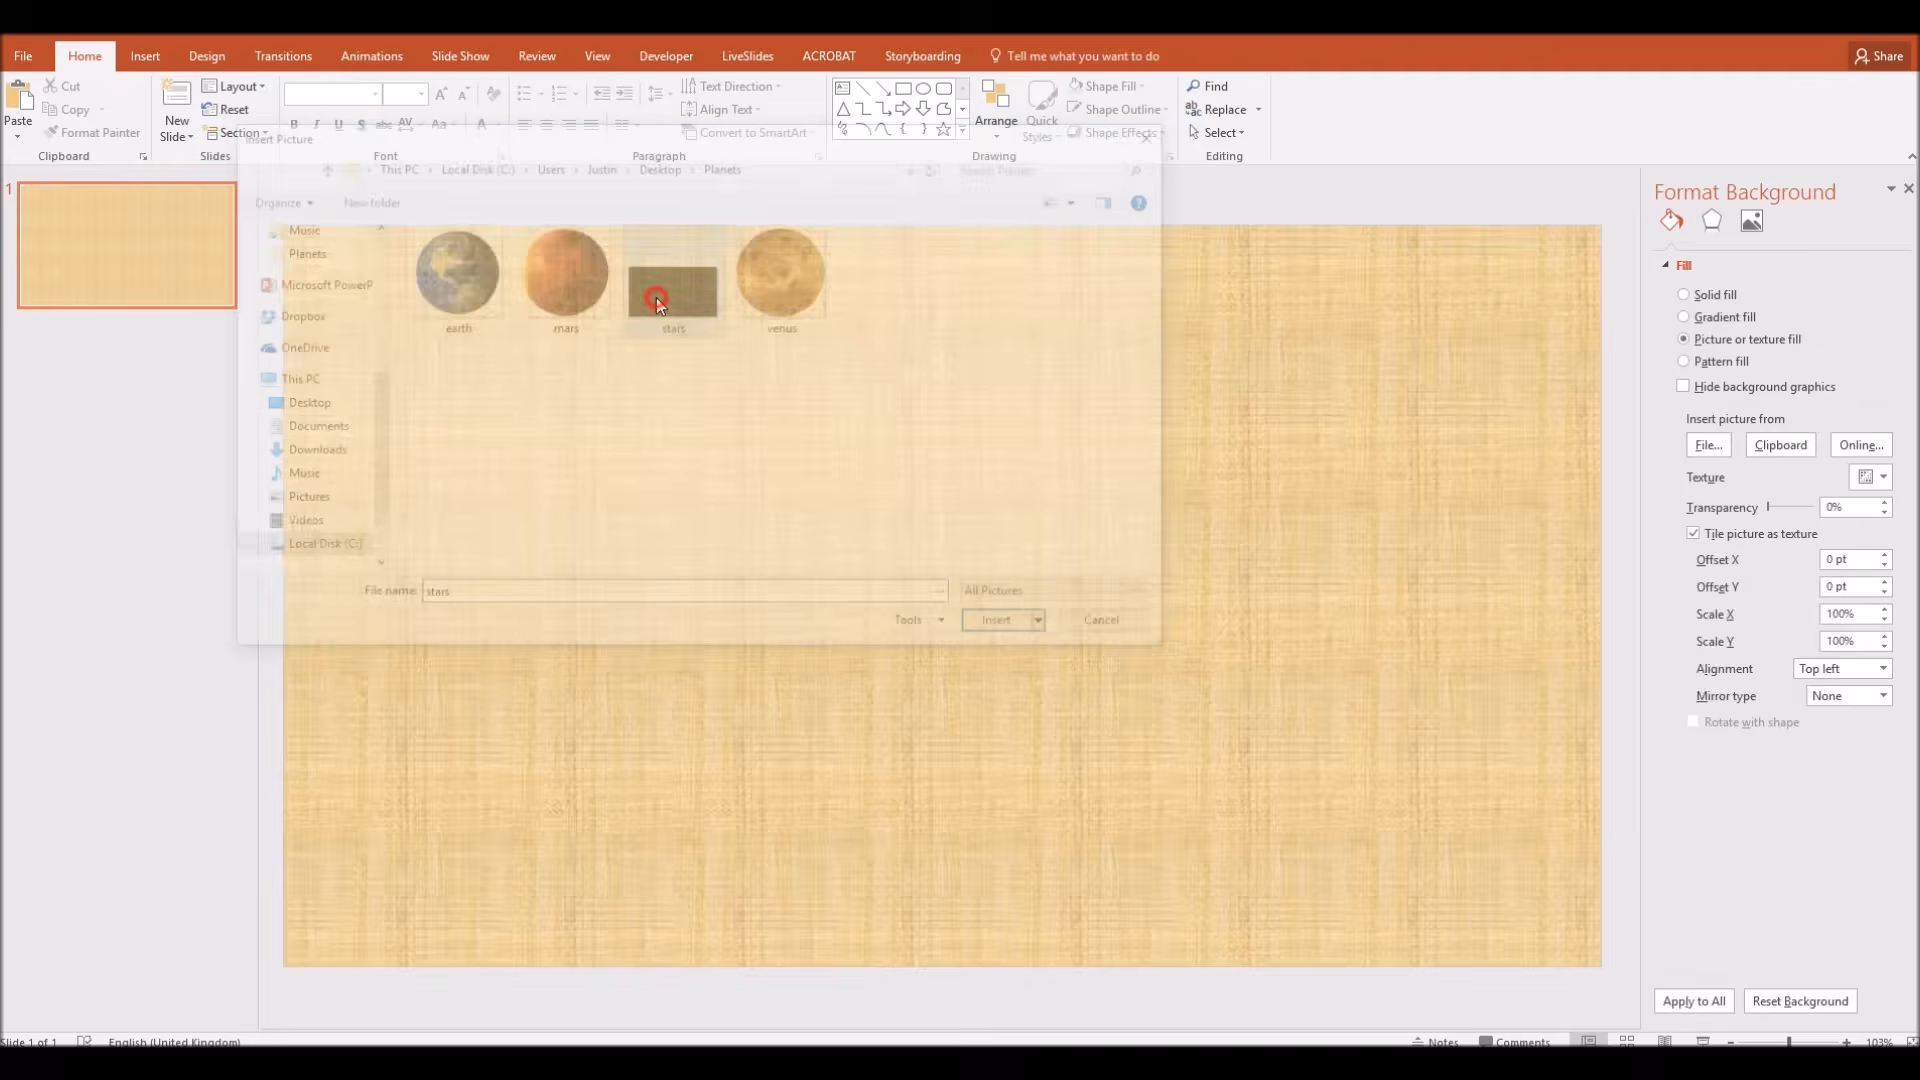 File Home Insert Design Transitions Animations Slide Show Review View Developer LiveSlides ACROBAT Storyboarding Tell me what you want to do Share
Cut Layout Text Direction Shape Fill Find
Copy Reset Align Text Shape Outline Replace
Paste Format Painter New Slide Section B I U S abc AV Aa A Convert to SmartArt Arrange Quick Styles Shape Effects Select
Clipboard Slides Font Paragraph Drawing Editing
Insert Picture
This PC Local Disk (C:) Users Justin Desktop Planets
Organize New folder
1
Music
Planets
Microsoft PowerP
Dropbox
OneDrive
This PC
Desktop
Documents
Downloads
Music
Pictures
Videos
Local Disk (C:)
earth mars stars venus
File name: stars All Pictures
Tools Insert Cancel
Format Background
Fill
Solid fill
Gradient fill
Picture or texture fill
Pattern fill
Hide background graphics
Insert picture from
File... Clipboard Online...
Texture
Transparency 0%
Tile picture as texture
Offset X 0 pt
Offset Y 0 pt
Scale X 100%
Scale Y 100%
Alignment Top left
Mirror type None
Rotate with shape
Apply to All Reset Background
Slide 1 of 1 English (United Kingdom) Notes Comments 103%